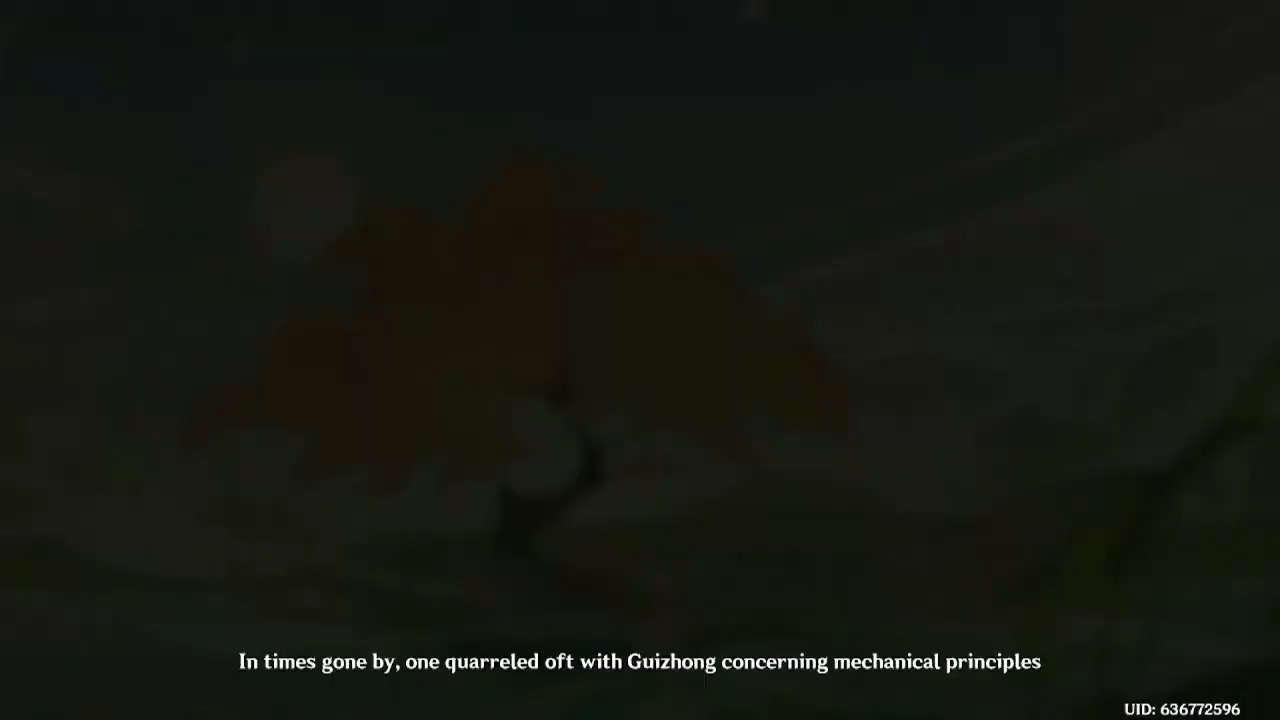 In times gone by, one quarreled oft with Guizhong concerning mechanical principles
UID: 636772596